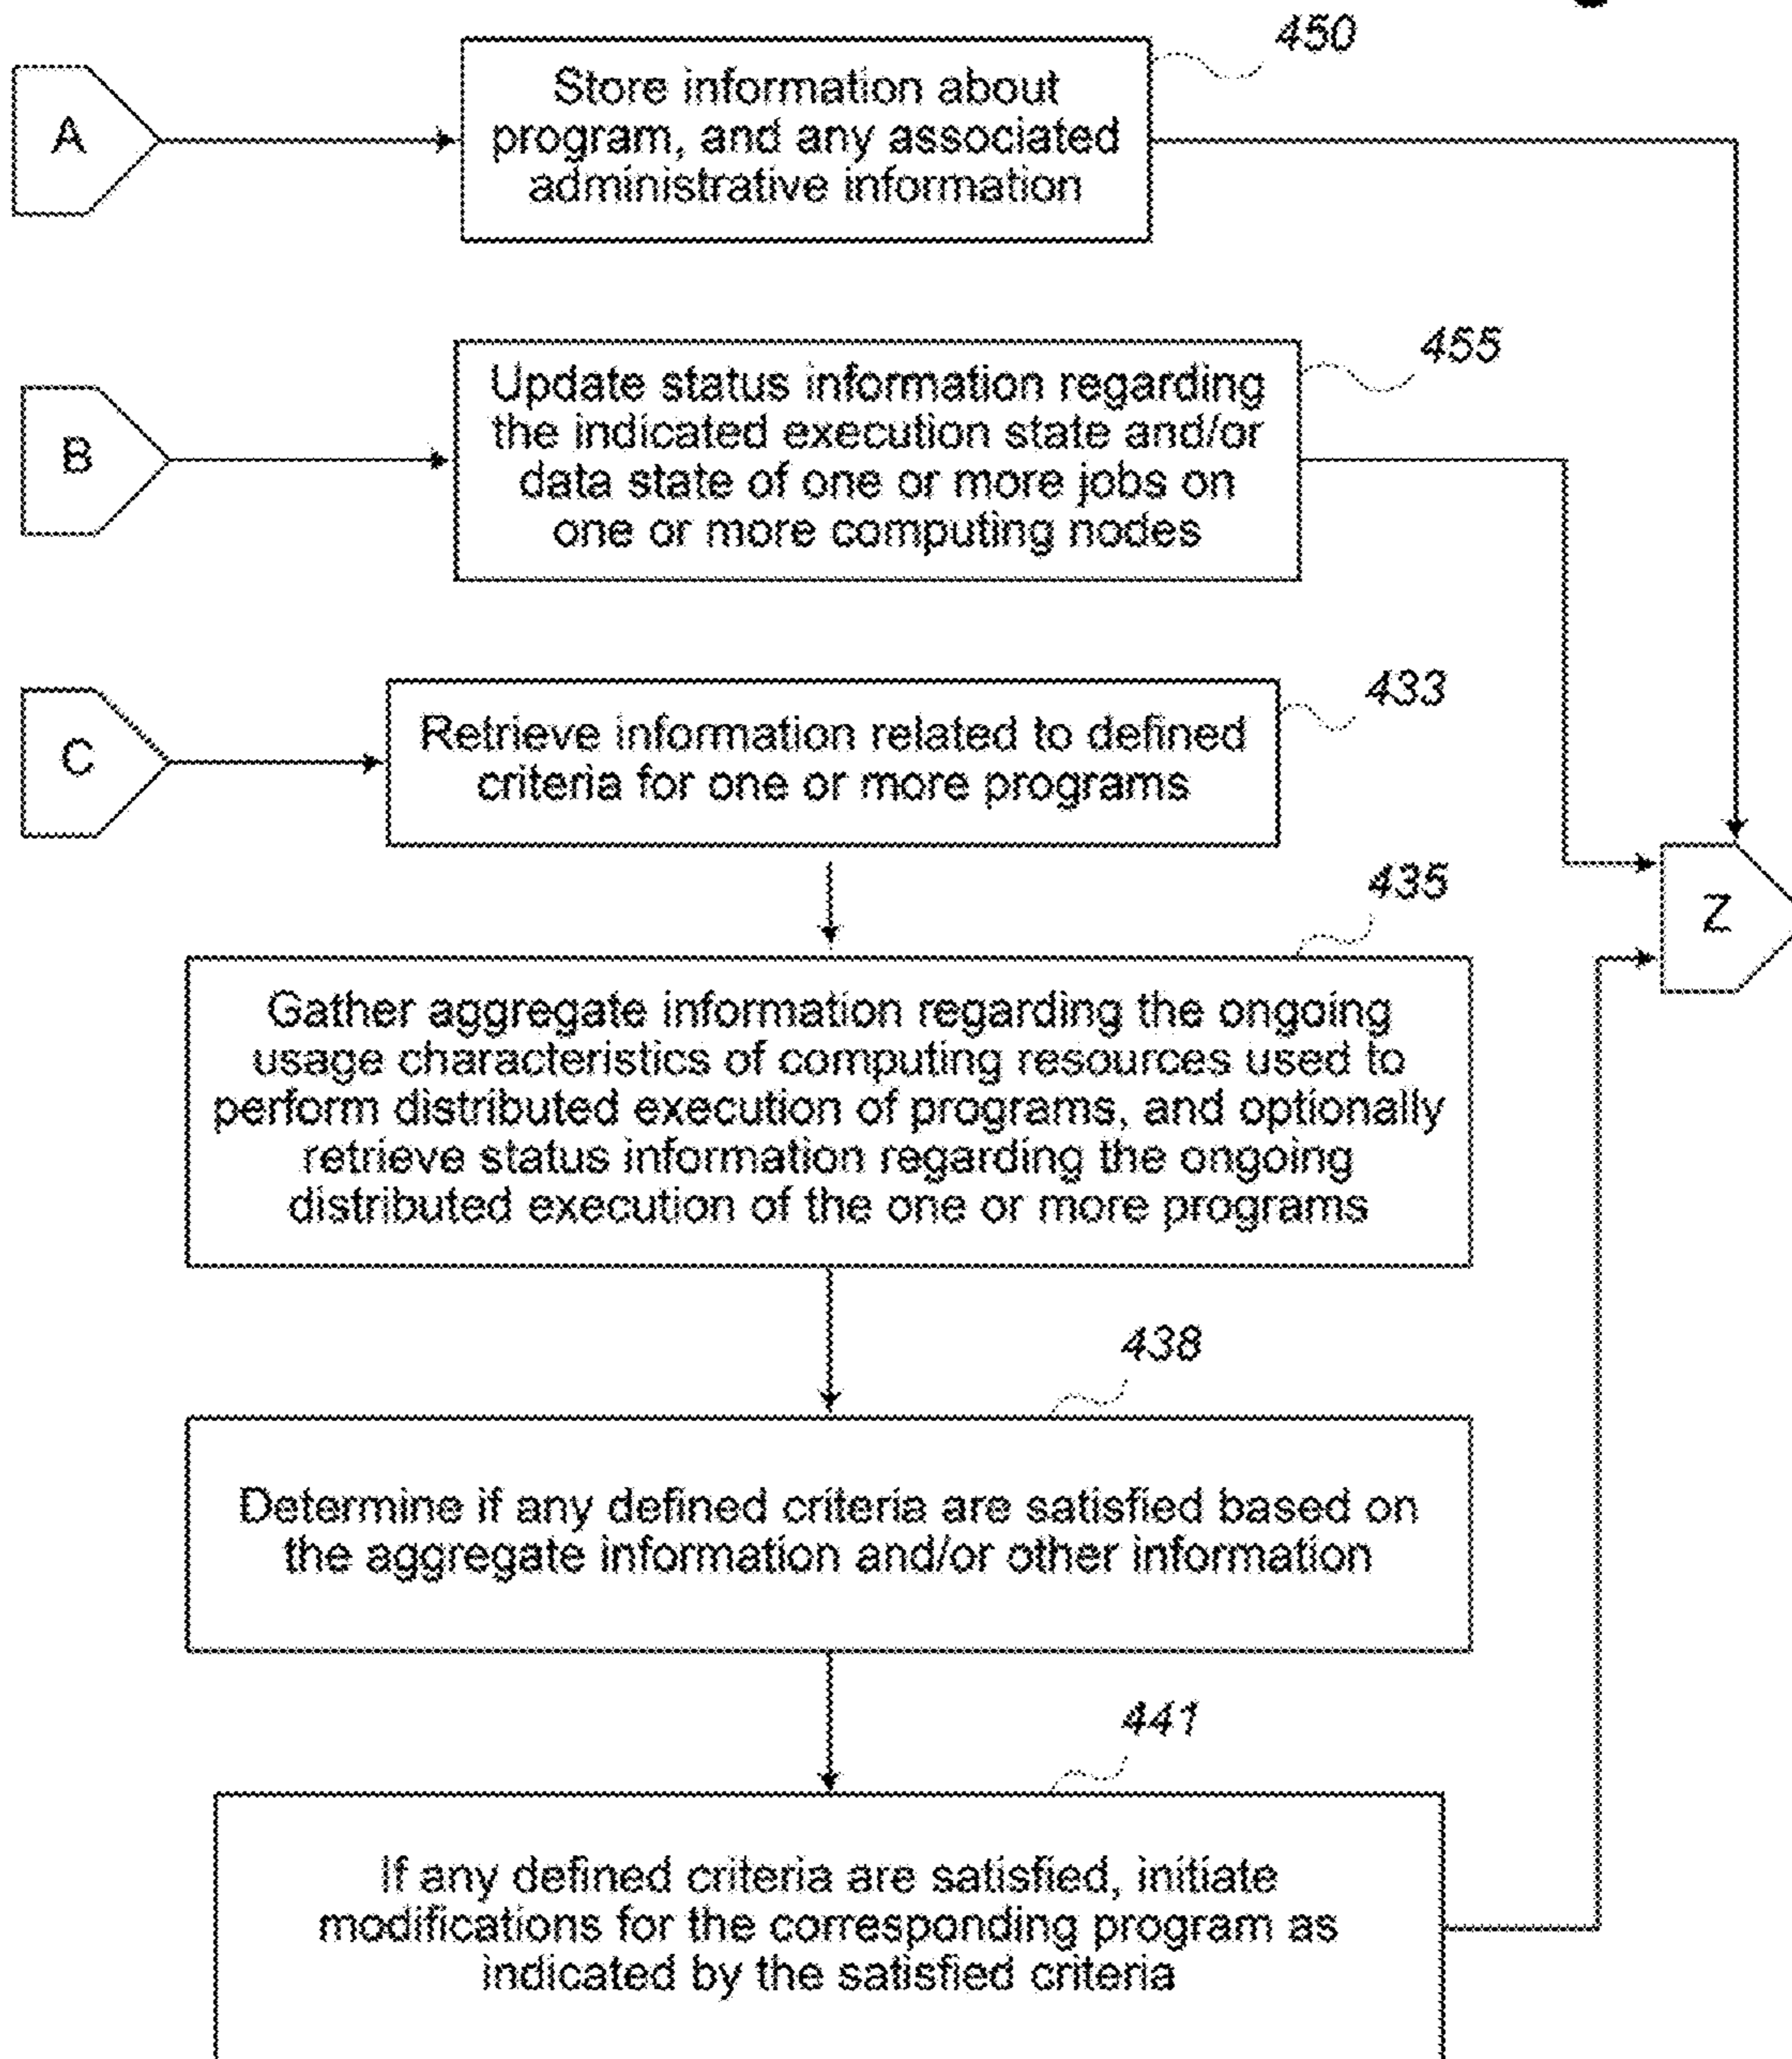 450
A
Store information about
program, and any associated
administrative information
455
B
Update status information regarding
the indicated execution state and/or
data state of one or more jobs on
one or more computing nodes
433
C
Retrieve information related to defined
criteria for one or more programs
435
Z
Gather aggregate information regarding the ongoing
usage characteristics of computing resources used to
perform distributed execution of programs, and optionally
retrieve status information regarding the ongoing
distributed execution of the one or more programs
438
Determine if any defined criteria are satisfied based on
the aggregate information and/or other information
441
If any defined criteria are satisfied, initiate
modifications for the corresponding program as
indicated by the satisfied criteria